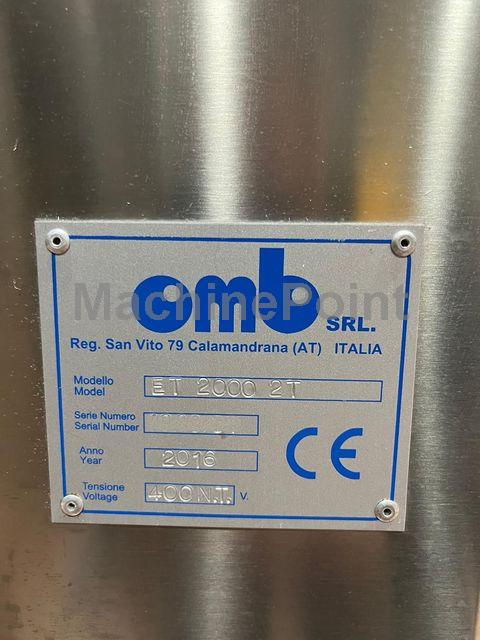 omb SRL.
MachinePoint
Reg. San Vito 79 Calamandrana (AT) ITALIA
Modello
Model
ET 2000 2T
Serie Numero
Serial Number
Anno
Year
2016
Tensione
Voltage
400N.T. V.
CE